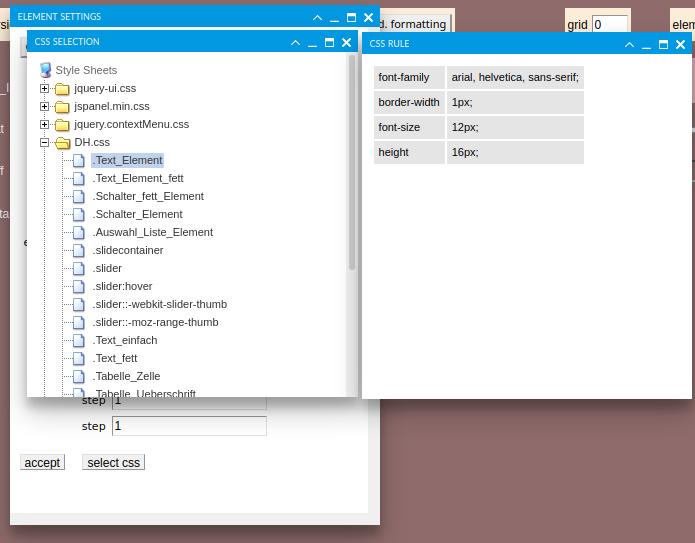 ELEMENT SETTINGS
d. formatting
grid 0
elem
CSS SELECTION
CSS RULE
Style Sheets
jquery-ui.css
jspanel.min.css
jquery.contextMenu.css
DH.css
.Text_Element
.Text_Element_fett
.Schalter_fett_Element
.Schalter_Element
.Auswahl_Liste_Element
.slidecontainer
.slider
.slider:hover
.slider::-webkit-slider-thumb
.slider::-moz-range-thumb
.Text_einfach
.Text_fett
.Tabelle_Zelle
.Tabelle_Ueberschrift
font-family arial, helvetica, sans-serif;
border-width 1px;
font-size 12px;
height 16px;
step 1
step 1
accept select css